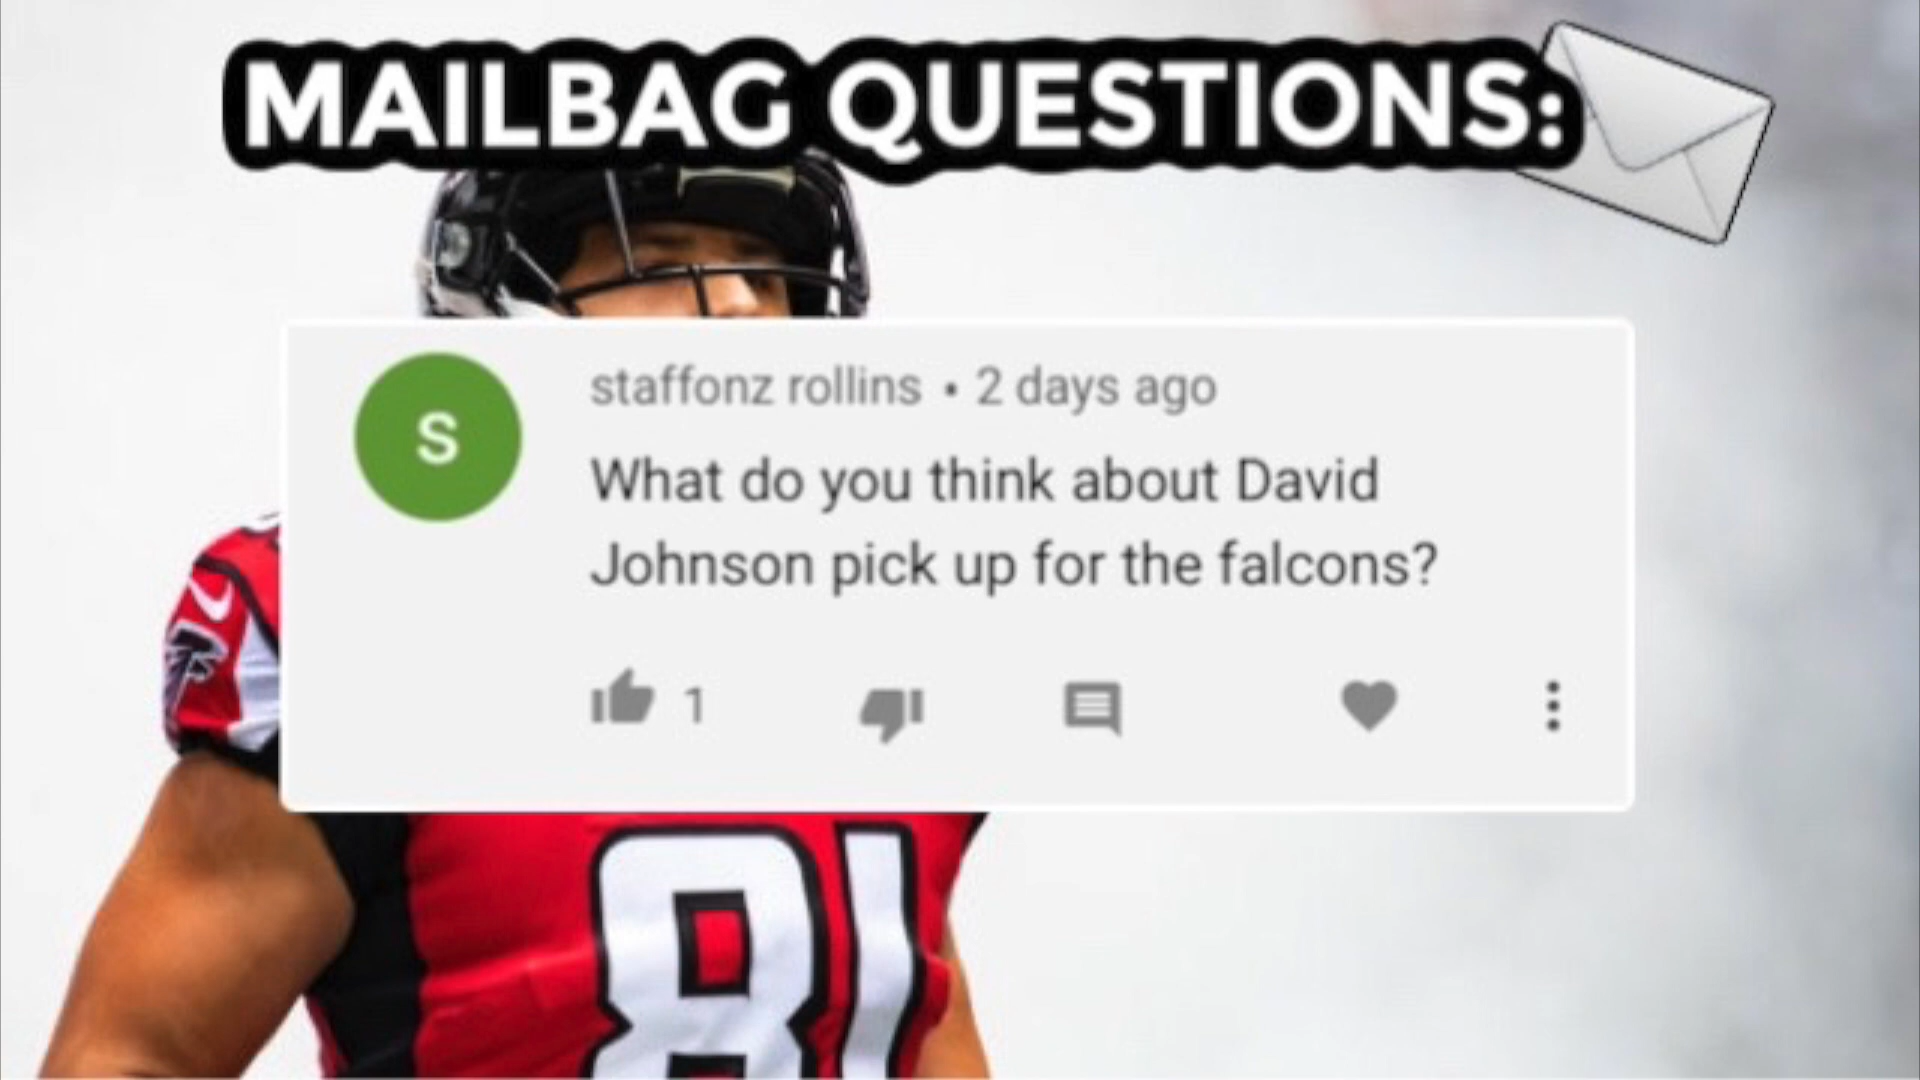 MAILBAG QUESTIONS:
S
staffonz rollins • 2 days ago
What do you think about David
Johnson pick up for the falcons?
1
81